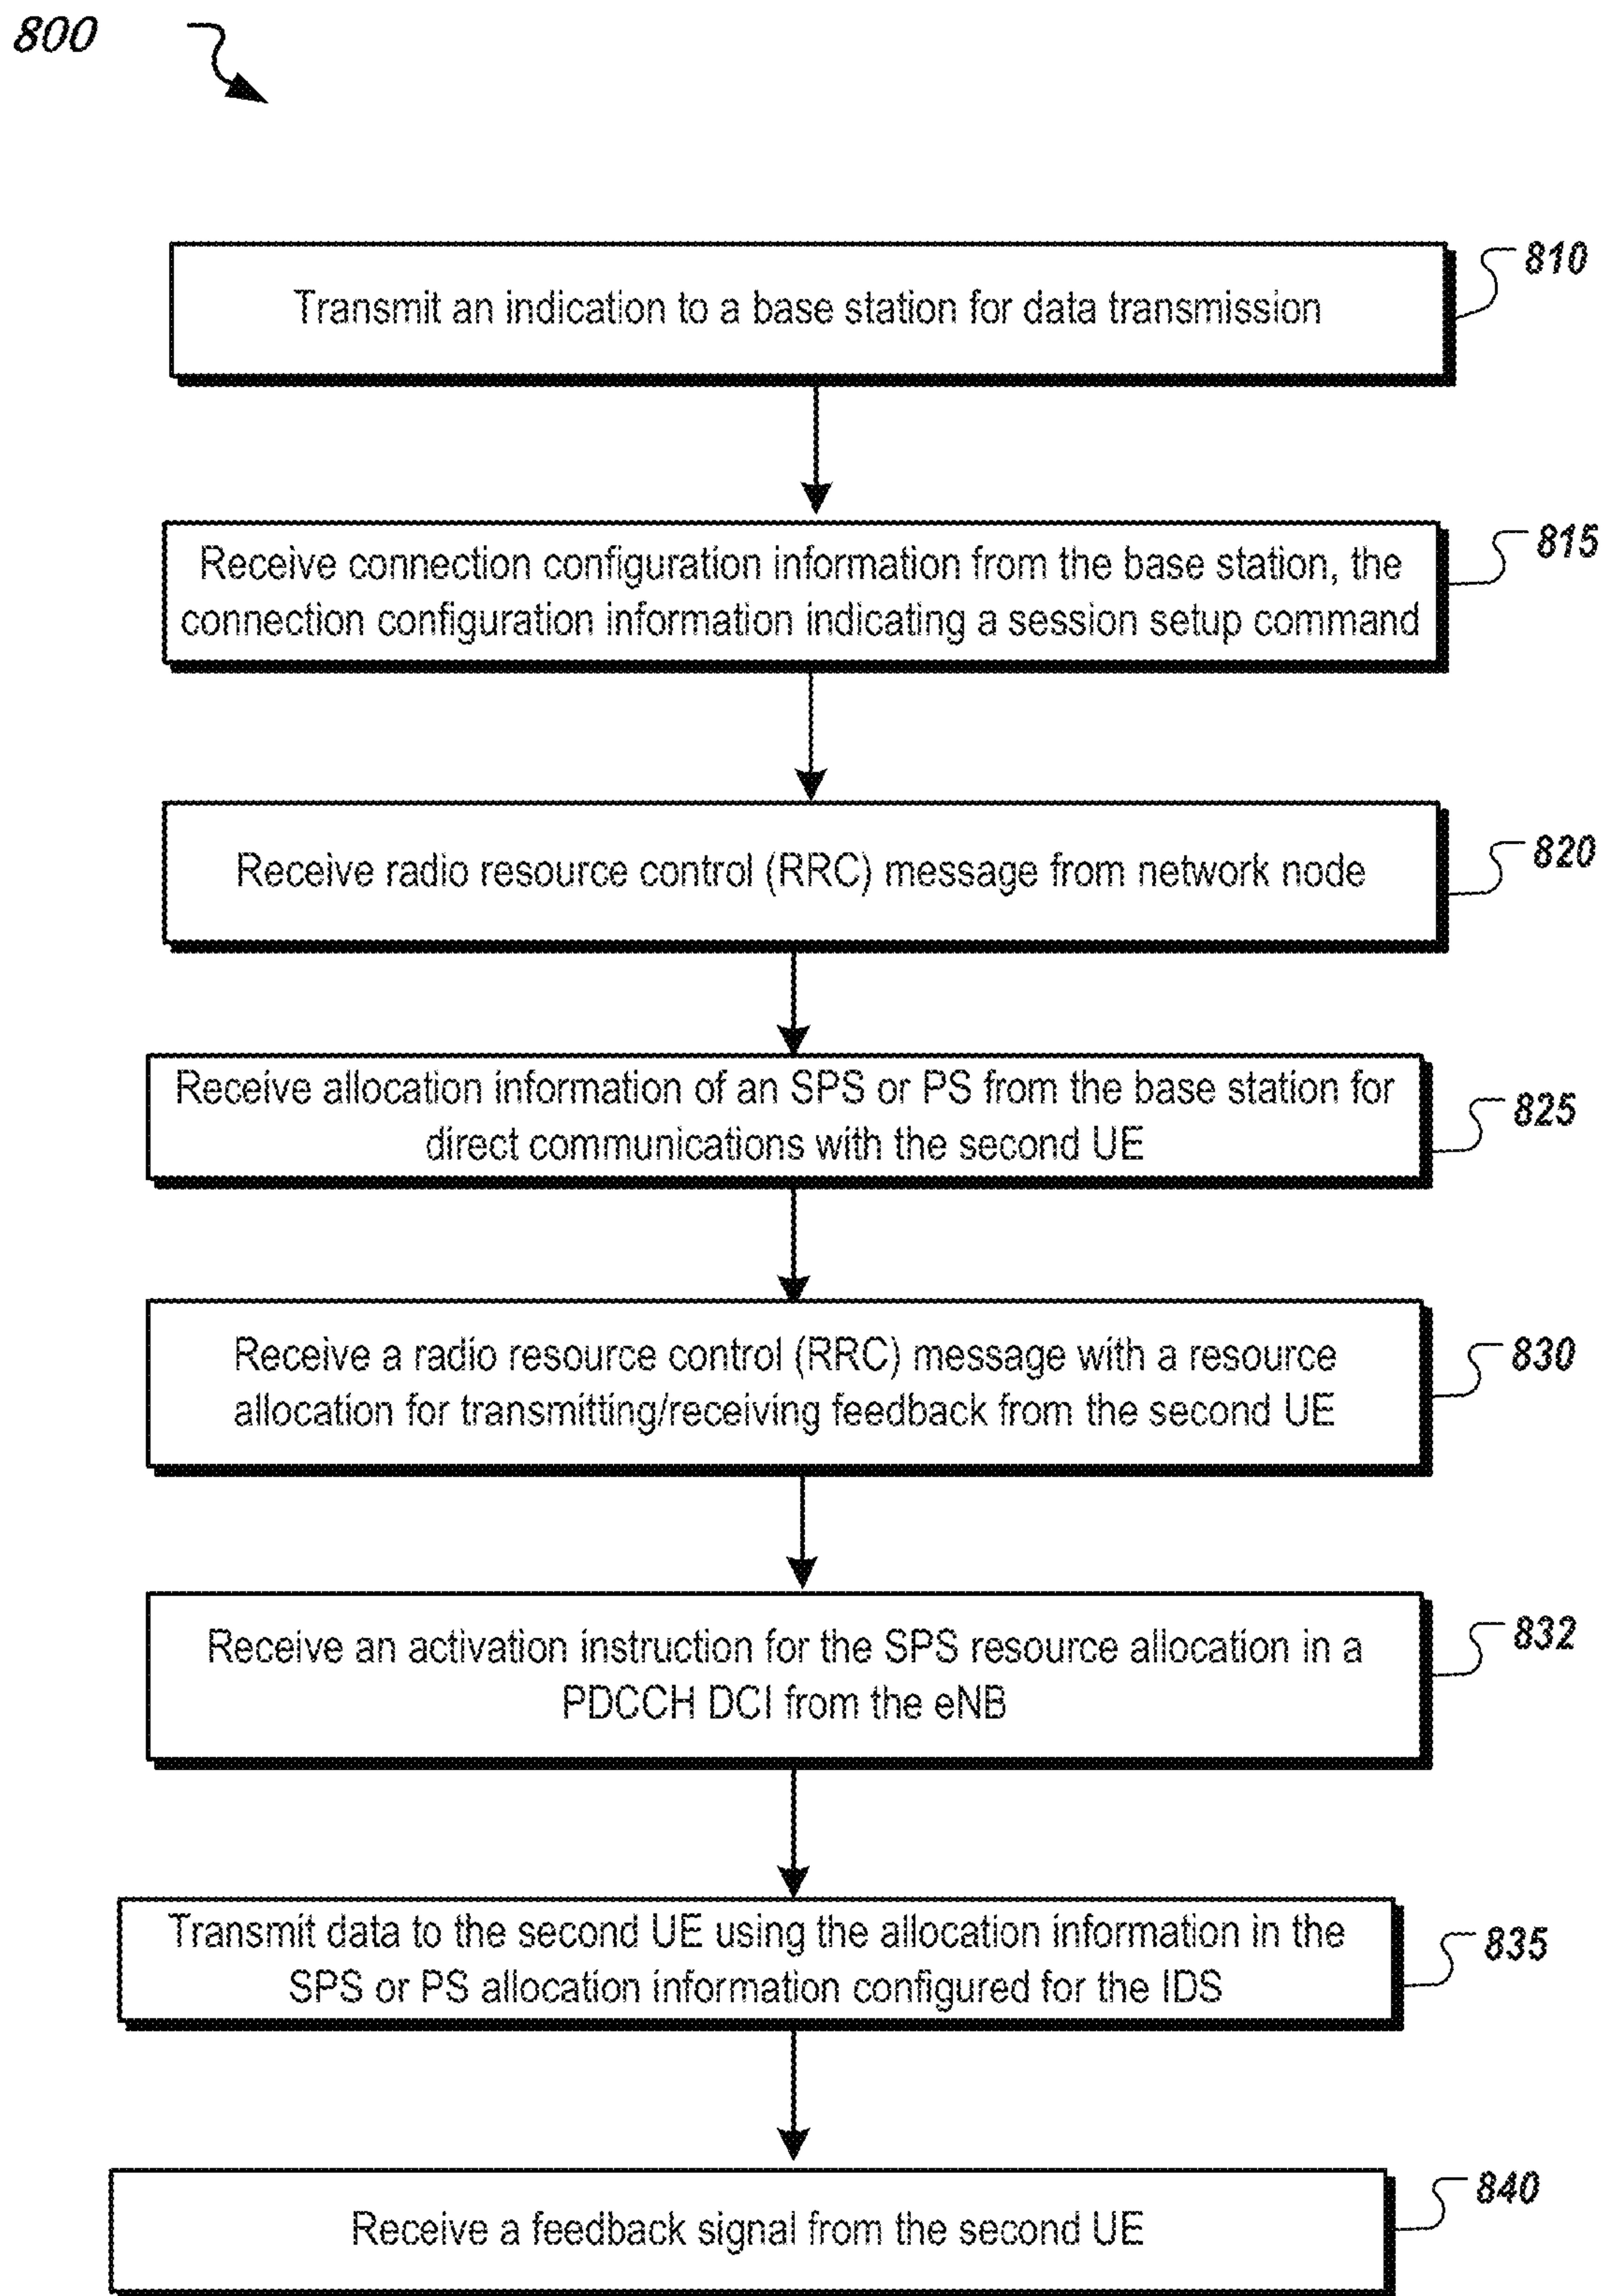 800
Transmit an indication to a base station for data transmission
810
Receive connection configuration information from the base station, the
connection configuration information indicating a session setup command
815
Receive radio resource control (RRC) message from network node
820
Receive allocation information of an SPS or PS from the base station for
direct communications with the second UE
825
Receive a radio resource control (RRC) message with a resource
allocation for transmitting/receiving feedback from the second UE
830
Receive an activation instruction for the SPS resource allocation in a
PDCCH DCI from the eNB
832
Transmit data to the second UE using the allocation information in the
SPS or PS allocation information configured for the IDS
835
Receive a feedback signal from the second UE
840